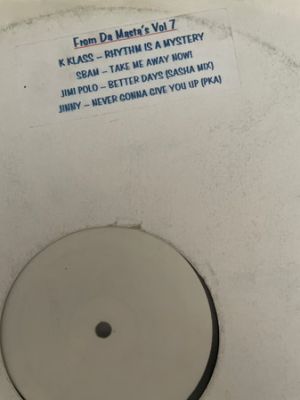 From Da Masta's Vol 7
K KLASS – RHYTHM IS A MYSTERY
SBAM – TAKE ME AWAY NOW!
JIMI POLO – BETTER DAYS (SASHA MIX)
JINNY – NEVER GONNA GIVE YOU UP (PKA)